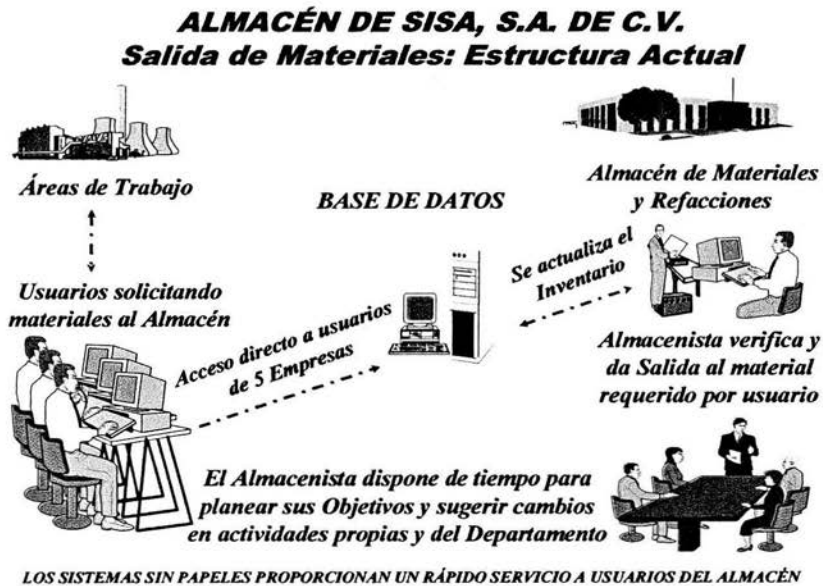 ALMACÉN DE SISA, S.A. DE C.V.
Salida de Materiales: Estructura Actual
Áreas de Trabajo
BASE DE DATOS
Almacén de Materiales
y Refacciones
Usuarios solicitando
materiales al Almacén
Acceso directo a usuarios
de 5 Empresas
Se actualiza el
Inventario
Almacenista verifica y
da Salida al material
requerido por usuario
El Almacenista dispone de tiempo para
planear sus Objetivos y sugerir cambios
en actividades propias y del Departamento
LOS SISTEMAS SIN PAPELES PROPORCIONAN UN RÁPIDO SERVICIO A USUARIOS DEL ALMACÉN